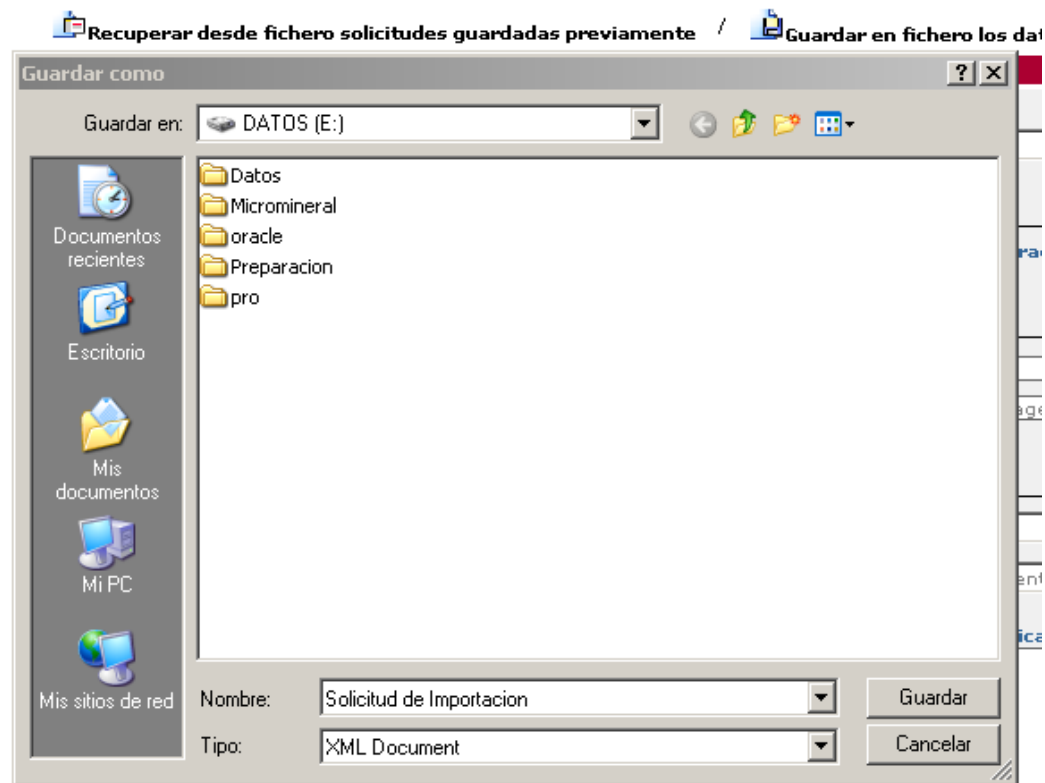 Recuperar desde fichero solicitudes guardadas previamente / Guardar en fichero los
Guardar como
Guardar en: DATOS (E:)
Datos
Micromineral
oracle
Preparacion
pro
Documentos
recientes
Escritorio
Mis
documentos
Mi PC
Mis sitios de red
Nombre: Solicitud de Importacion Guardar
Tipo: XML Document Cancelar